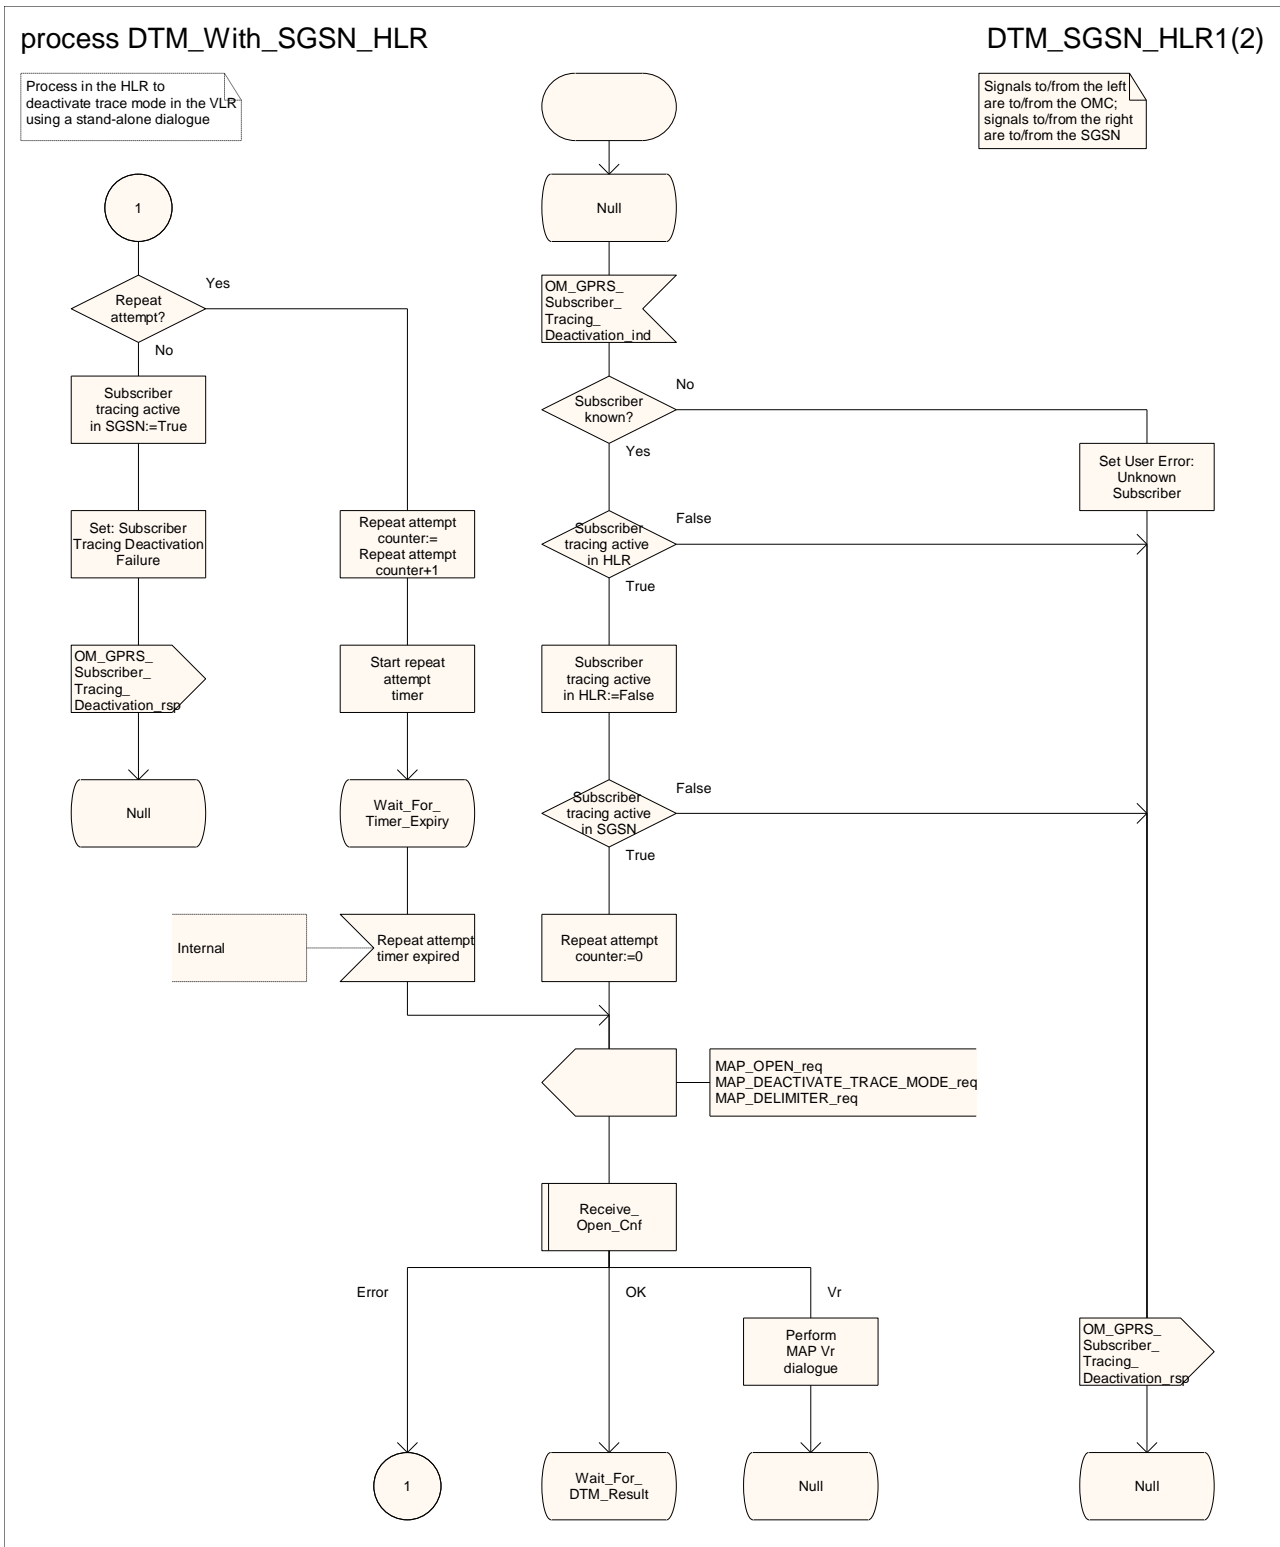 process DTM_With_SGSN_HLR
DTM_SGSN_HLR1(2)
Process in the HLR to
deactivate trace mode in the VLR
using a stand-alone dialogue
Signals to/from the left
are to/from the OMC;
signals to/from the right
are to/from the SGSN
1
Repeat
attempt?
Yes
No
Subscriber
tracing active
in SGSN:=True
Set: Subscriber
Tracing Deactivation
Failure
OM_GPRS_
Subscriber_
Tracing_
Deactivation_rsp
Null
Repeat attempt
counter:=
Repeat attempt
counter+1
Start repeat
attempt
timer
Wait_For_
Timer_Expiry
Internal
Repeat attempt
timer expired
Null
OM_GPRS_
Subscriber_
Tracing_
Deactivation_ind
Subscriber
known?
No
Yes
Set User Error:
Unknown
Subscriber
Subscriber
tracing active
in HLR
False
True
Subscriber
tracing active
in HLR:=False
Subscriber
tracing active
in SGSN
False
True
Repeat attempt
counter:=0
MAP_OPEN_req
MAP_DEACTIVATE_TRACE_MODE_req
MAP_DELIMITER_req
Receive_
Open_Cnf
Error
OK
Vr
Perform
MAP Vr
dialogue
OM_GPRS_
Subscriber_
Tracing_
Deactivation_rsp
1
Wait_For_
DTM_Result
Null
Null